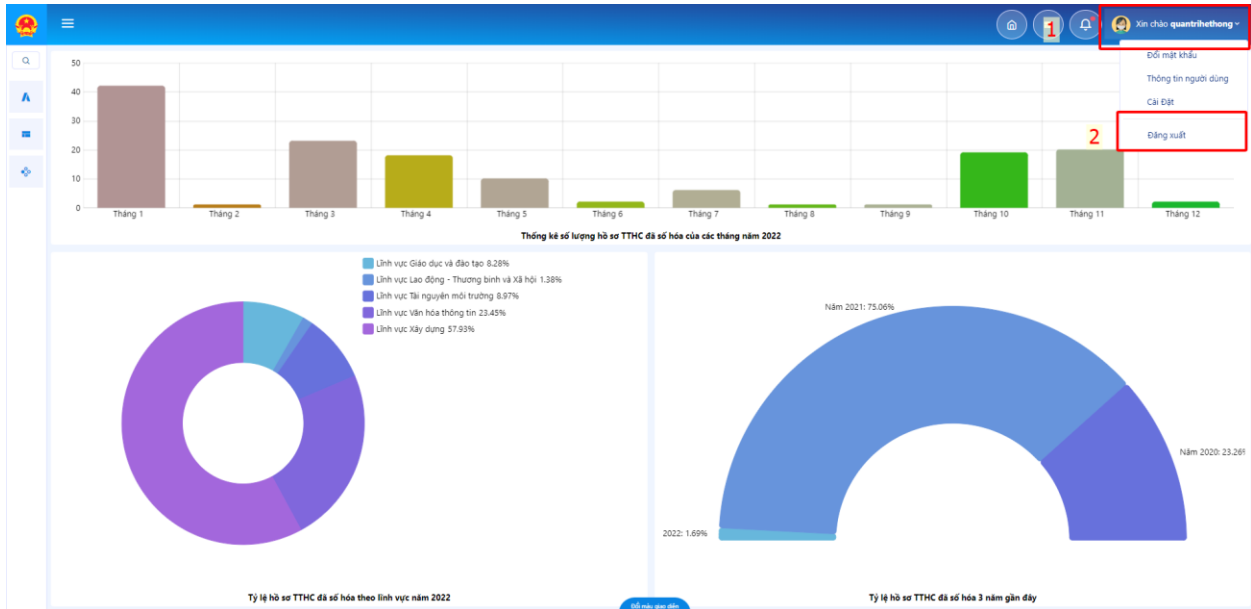 1
Xin chào quantrihethong
Đổi mật khẩu
Thông tin người dùng
Cài Đặt
2
Đăng xuất
50
40
30
20
10
0
Tháng 1
Tháng 2
Tháng 3
Tháng 4
Tháng 5
Tháng 6
Tháng 7
Tháng 8
Tháng 9
Tháng 10
Tháng 11
Tháng 12
Thống kê số lượng hồ sơ TTHC đã số hóa của các tháng năm 2022
Lĩnh vực Giáo dục và đào tạo 8.28%
Lĩnh vực Lao động - Thương binh và Xã hội 1.38%
Lĩnh vực Tài nguyên môi trường 8.97%
Lĩnh vực Văn hóa thông tin 23.45%
Lĩnh vực Xây dựng 57.93%
Tỷ lệ hồ sơ TTHC đã số hóa theo lĩnh vực năm 2022
Năm 2021: 75.06%
Năm 2020: 23.26%
2022: 1.69%
Tỷ lệ hồ sơ TTHC đã số hóa 3 năm gần đây
Đổi màu giao diện